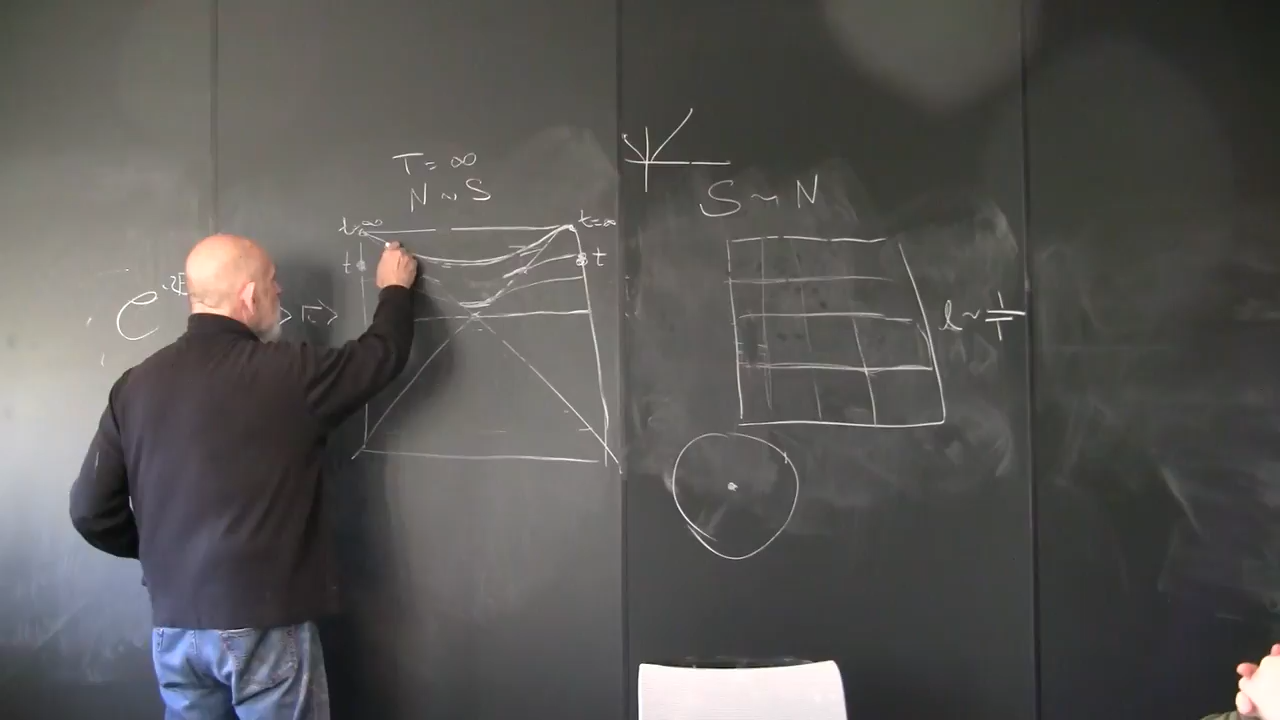 T = ∞
N ~ S
t=∞
t=∞
t
t
S ~ N
l ~ 1/T